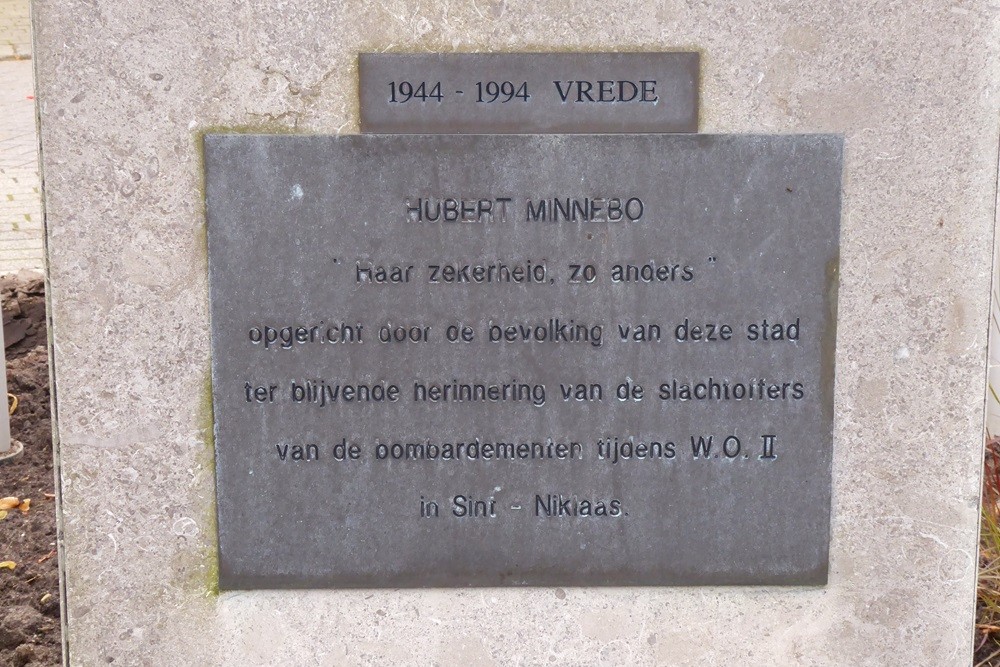 1944 - 1994 VREDE
HUBERT MINNEBO
" Haar zekerheid, zo anders "
opgericht door de bevolking van deze stad
ter blijvende herinnering van de slachtoffers
van de bombardementen tijdens W.O. II
in Sint - Niklaas.